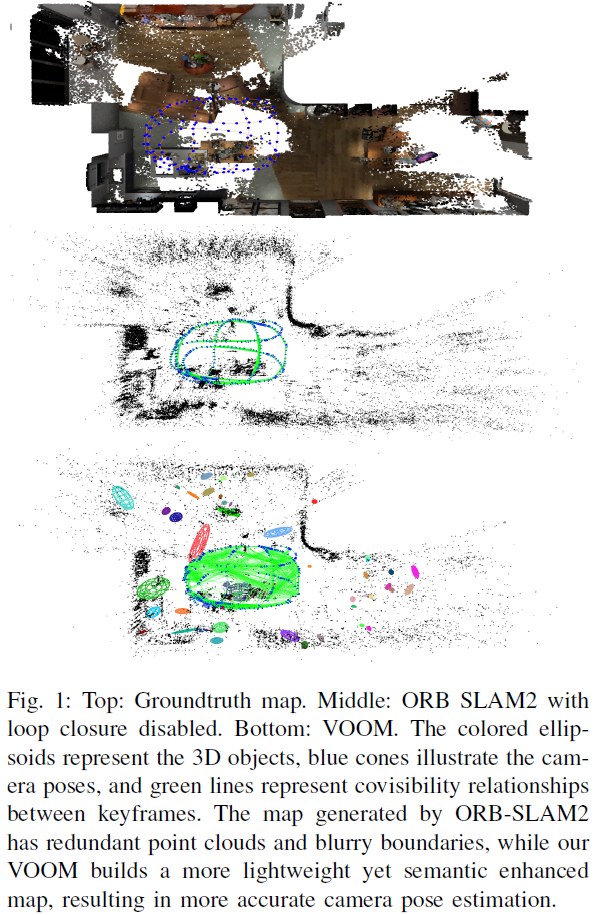 Fig. 1: Top: Groundtruth map. Middle: ORB SLAM2 with
loop closure disabled. Bottom: VOOM. The colored ellip-
soids represent the 3D objects, blue cones illustrate the cam-
era poses, and green lines represent covisibility relationships
between keyframes. The map generated by ORB-SLAM2
has redundant point clouds and blurry boundaries, while our
VOOM builds a more lightweight yet semantic enhanced
map, resulting in more accurate camera pose estimation.